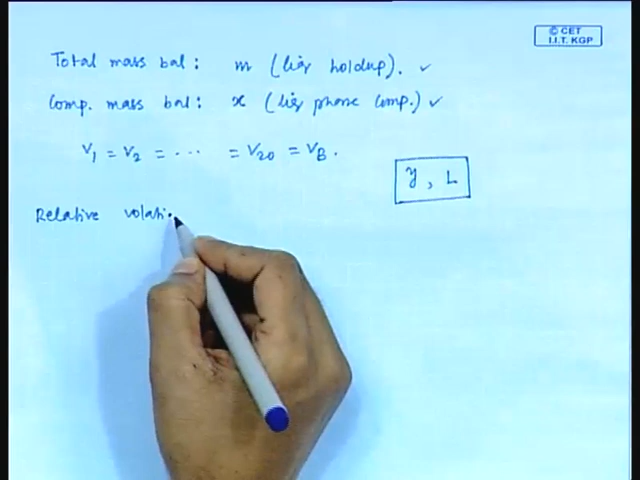 © CET
I.I.T. KGP
Total mass bal: m (liq holdup). ✓
Comp. mass bal: x (liq phase comp.) ✓
V1 = V2 = ... = V20 = VB.
y, L
Relative volati